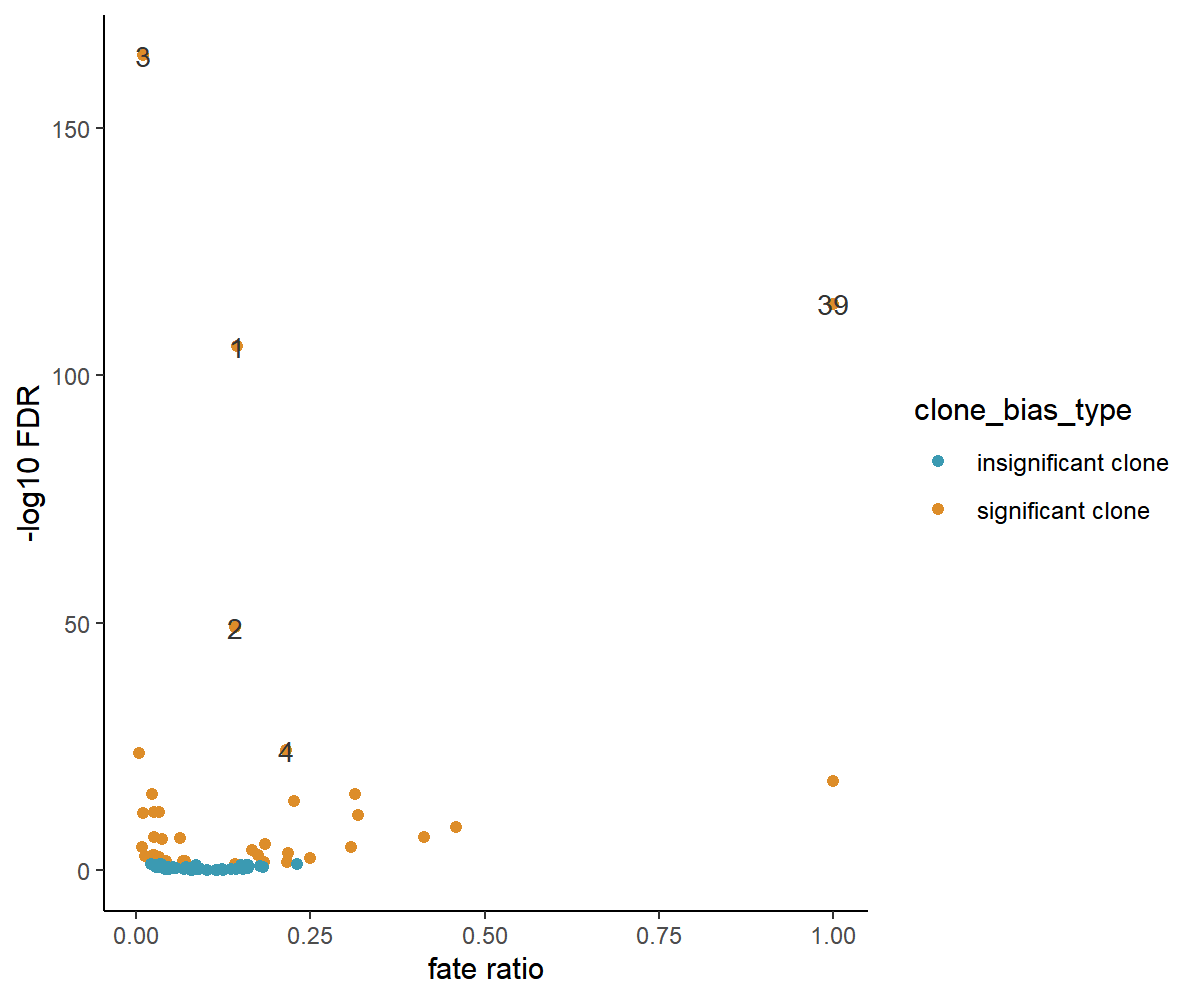 3
150
39
1
100
clone_bias_type
insignificant clone
significant clone
-log10 FDR
50
2
4
0
0.00 0.25 0.50 0.75 1.00
fate ratio